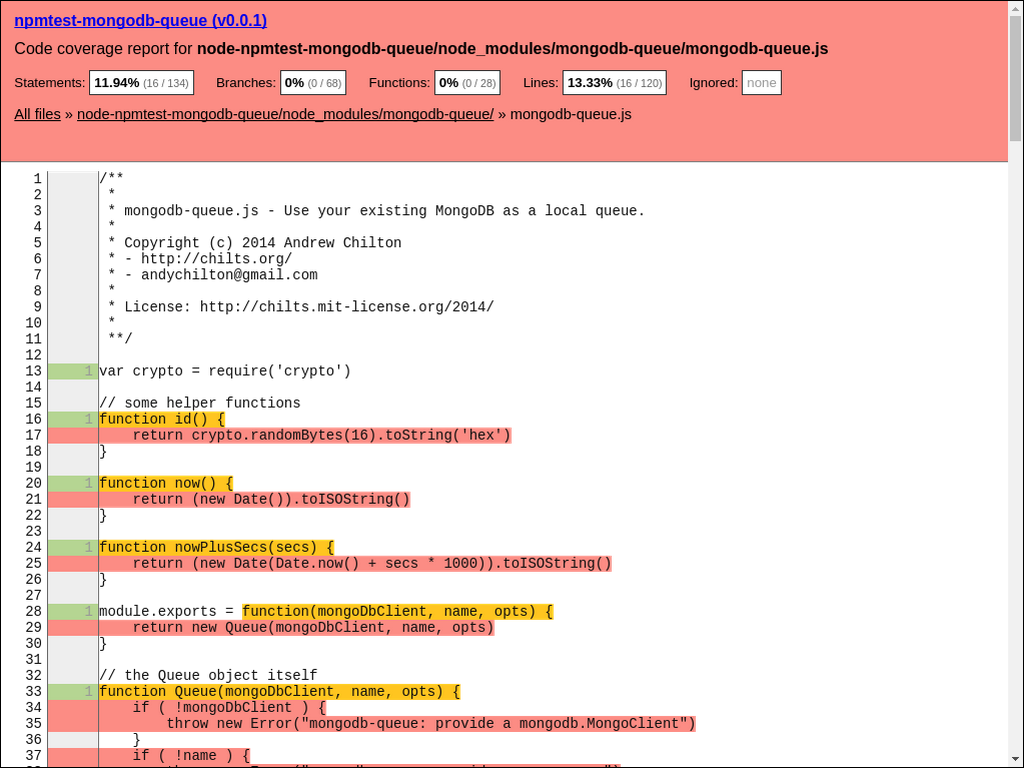 npmtest-mongodb-queue (v0.0.1)
Code coverage report for node-npmtest-mongodb-queue/node_modules/mongodb-queue/mongodb-queue.js
Statements: 11.94% (16 / 134) Branches: 0% (0 / 68) Functions: 0% (0 / 28) Lines: 13.33% (16 / 120) Ignored: none
All files » node-npmtest-mongodb-queue/node_modules/mongodb-queue/ » mongodb-queue.js
1 /**
2  *
3  * mongodb-queue.js - Use your existing MongoDB as a local queue.
4  *
5  * Copyright (c) 2014 Andrew Chilton
6  * - http://chilts.org/
7  * - andychilton@gmail.com
8  *
9  * License: http://chilts.mit-license.org/2014/
10  *
11  **/
12
13 1 var crypto = require('crypto')
14
15 // some helper functions
16 1 function id() {
17     return crypto.randomBytes(16).toString('hex')
18 }
19
20 1 function now() {
21     return (new Date()).toISOString()
22 }
23
24 1 function nowPlusSecs(secs) {
25     return (new Date(Date.now() + secs * 1000)).toISOString()
26 }
27
28 1 module.exports = function(mongoDbClient, name, opts) {
29     return new Queue(mongoDbClient, name, opts)
30 }
31
32 // the Queue object itself
33 1 function Queue(mongoDbClient, name, opts) {
34     if ( !mongoDbClient ) {
35         throw new Error("mongodb-queue: provide a mongodb.MongoClient")
36     }
37     if ( !name ) {